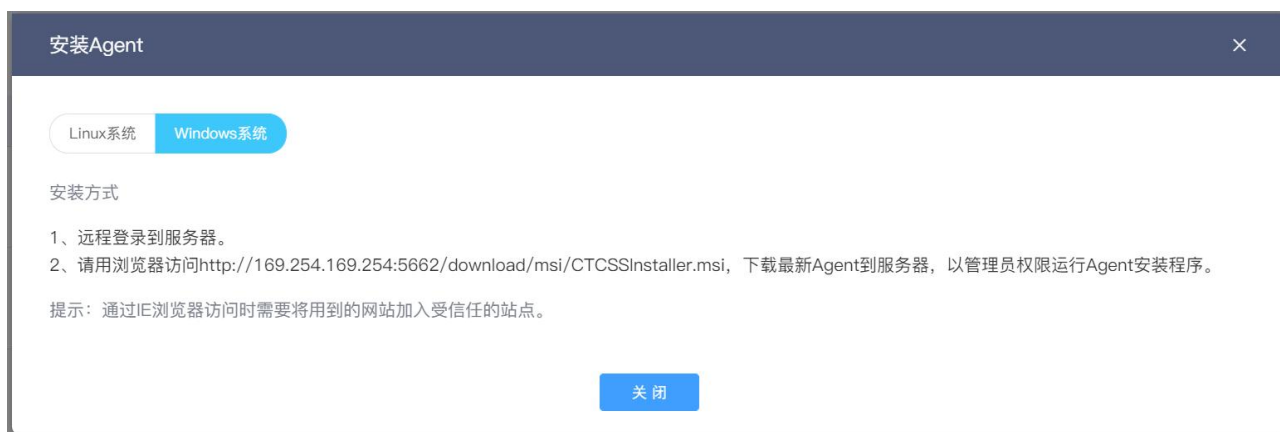 安装Agent
Linux系统
Windows系统
安装方式
1、远程登录到服务器。
2、请用浏览器访问http://169.254.169.254:5662/download/msi/CTCSSInstaller.msi，下载最新Agent到服务器，以管理员权限运行Agent安装程序。
提示：通过IE浏览器访问时需要将用到的网站加入受信任的站点。
关 闭